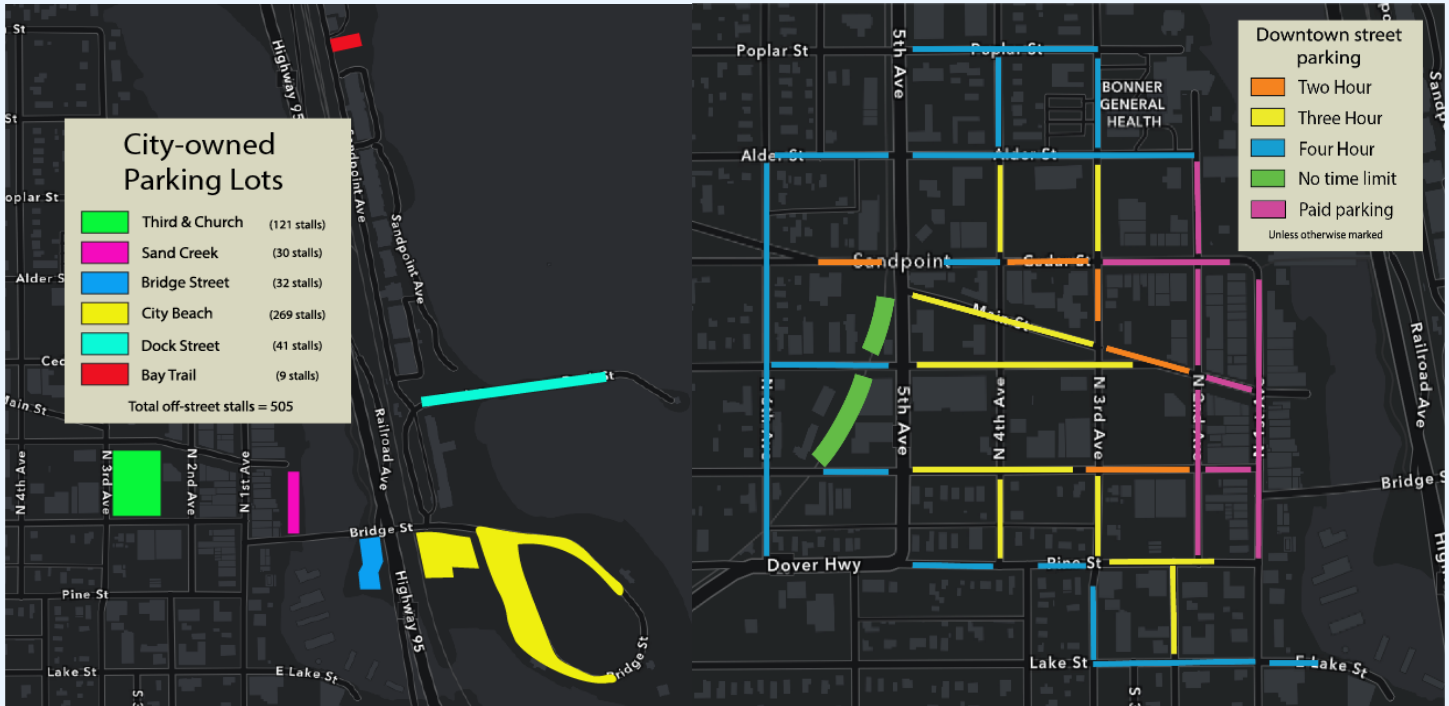 St
Highway 95
St
Sandpoint Ave
City-owned
Parking Lots
Third & Church (121 stalls)
Sand Creek (30 stalls)
Bridge Street (32 stalls)
City Beach (269 stalls)
Dock Street (41 stalls)
Bay Trail (9 stalls)
Total off-street stalls = 505
oplar St
Alder S
Ced
Main St
Sandpoint Ave
St
Railroad Ave
N 4th Ave
N 3rd Ave
N 2nd Ave
N 1st Ave
Bridge St
Highway 95
Pine St
Lake St
E Lake St
Bridge St
S
Poplar St
5th Ave
Poplar St
BONNER
GENERAL
HEALTH
Alder St
Alder St
Downtown street
parking
Two Hour
Three Hour
Four Hour
No time limit
Paid parking
Unless otherwise marked
Sandpoint
Cedar St
Main St
5th Ave
N 4th Ave
N 3rd Ave
Railroad Ave
Bridge S
Dover Hwy
Pine St
Lake St
E Lake St
S
Sandp
High